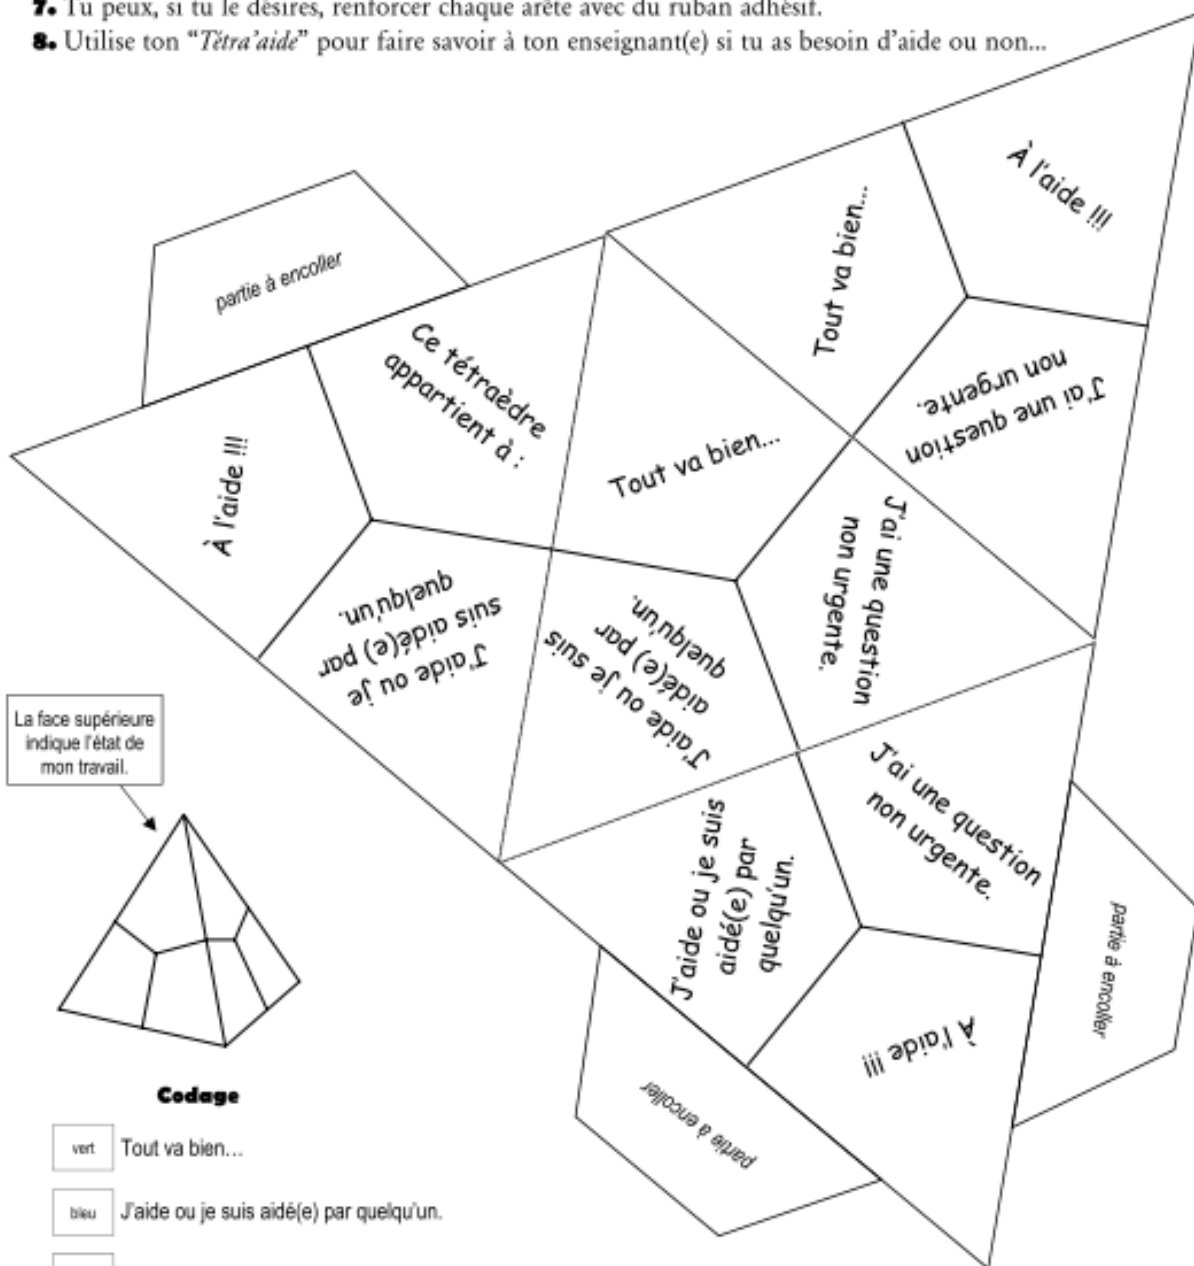 7. Tu peux, si tu le désires, renforcer chaque arête avec du ruban adhésif.
8. Utilise ton “Tétra’aide” pour faire savoir à ton enseignant(e) si tu as besoin d’aide ou non...
À l'aide !!!
Tout va bien...
J'ai une question
non urgente.
partie à encoller
Ce tétraèdre
appartient à :
À l'aide !!!
Tout va bien...
J'ai une question
non urgente.
J'aide ou je
suis aidé(e) par
quelqu'un.
J'aide ou je suis
aidé(e) par
quelqu'un.
La face supérieure
indique l'état de
mon travail.
J'ai une question
non urgente.
J'aide ou je suis
aidé(e) par
quelqu'un.
À l'aide !!!
partie à encoller
partie à encoller
Codage
vert Tout va bien...
bleu J'aide ou je suis aidé(e) par quelqu'un.